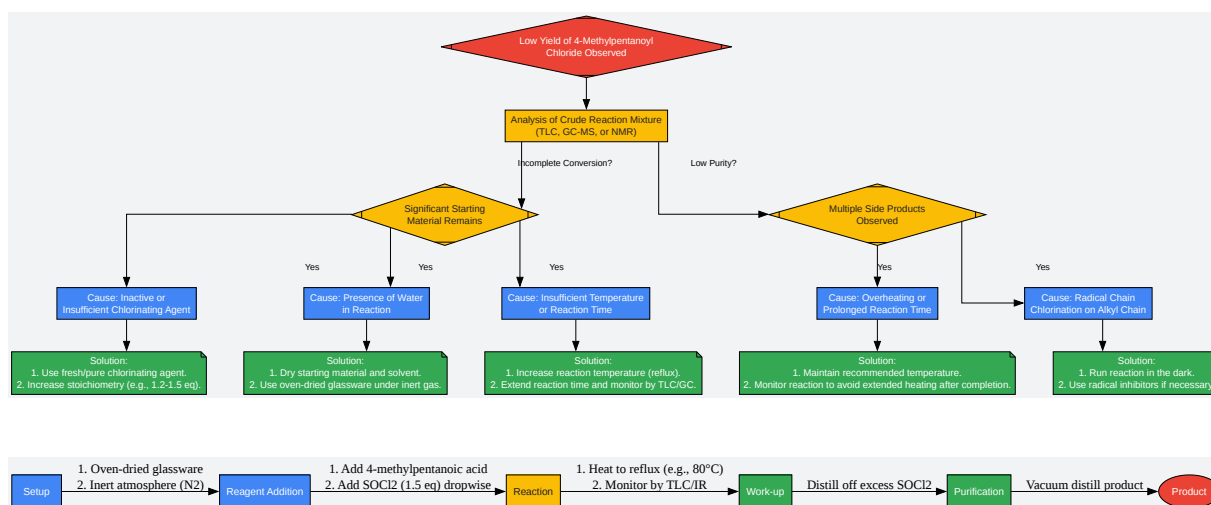 Low Yield of 4-Methylpentanoyl
Chloride Observed
Analysis of Crude Reaction Mixture
(TLC, GC-MS, or NMR)
Incomplete Conversion?
Low Purity?
Significant Starting
Material Remains
Multiple Side Products
Observed
Yes
Yes
Yes
Yes
Yes
Cause: Inactive or
Insufficient Chlorinating Agent
Cause: Presence of Water
in Reaction
Cause: Insufficient Temperature
or Reaction Time
Cause: Overheating or
Prolonged Reaction Time
Cause: Radical Chain
Chlorination on Alkyl Chain
Solution:
1. Use fresh/pure chlorinating agent.
2. Increase stoichiometry (e.g., 1.2-1.5 eq).
Solution:
1. Dry starting material and solvent.
2. Use oven-dried glassware under inert gas.
Solution:
1. Increase reaction temperature (reflux).
2. Extend reaction time and monitor by TLC/GC.
Solution:
1. Maintain recommended temperature.
2. Monitor reaction to avoid extended heating after completion.
Solution:
1. Run reaction in the dark.
2. Use radical inhibitors if necessary
Setup
1. Oven-dried glassware
2. Inert atmosphere (N2)
Reagent Addition
1. Add 4-methylpentanoic acid
2. Add SOCl2 (1.5 eq) dropwise
Reaction
1. Heat to reflux (e.g., 80°C)
2. Monitor by TLC/IR
Work-up
Distill off excess SOCl2
Purification
Vacuum distill product
Product